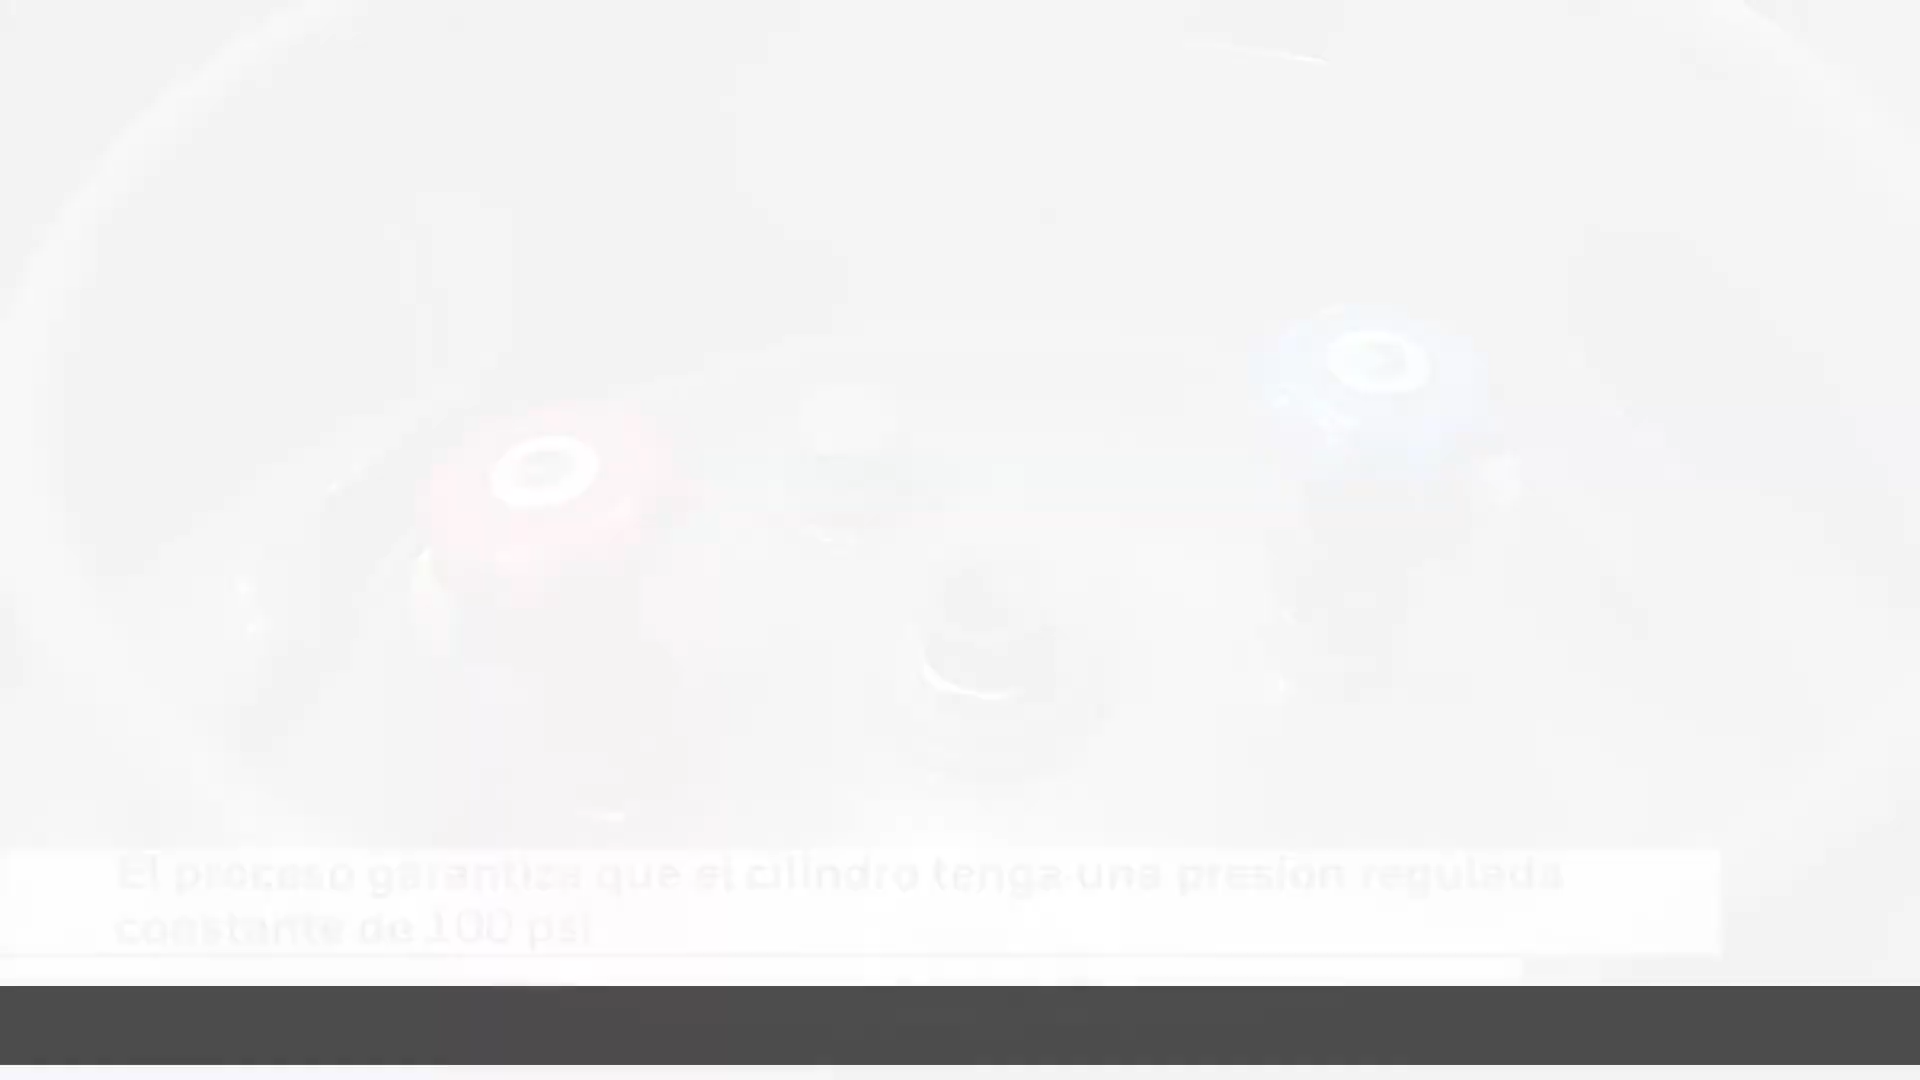 El proceso garantiza que el cilindro tenga una presion regulada
constante de 100 psi